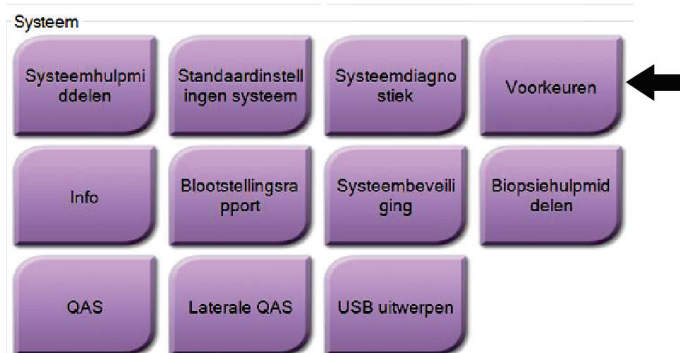 Systeem
Systeemhulpmi
ddelen
Standaardinstell
ingen systeem
Systeemdiagno
stiek
Voorkeuren
Info
Blootstellingsra
pport
Systeembeveili
ging
Biopsiehulpmid
delen
QAS
Laterale QAS
USB uitwerpen